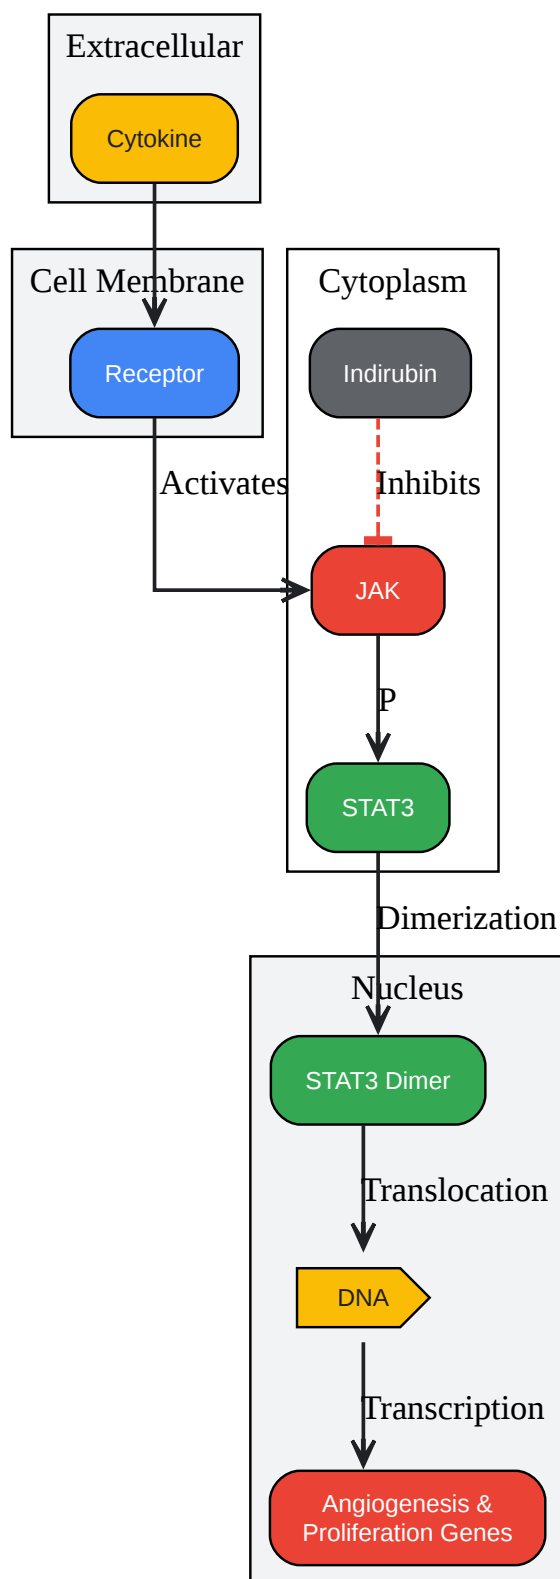 Extracellular
Cytokine
Cell Membrane
Receptor
Cytoplasm
Indirubin
Activates
Inhibits
JAK
P
STAT3
Dimerization
Nucleus
STAT3 Dimer
Translocation
DNA
Transcription
Angiogenesis &
Proliferation Genes